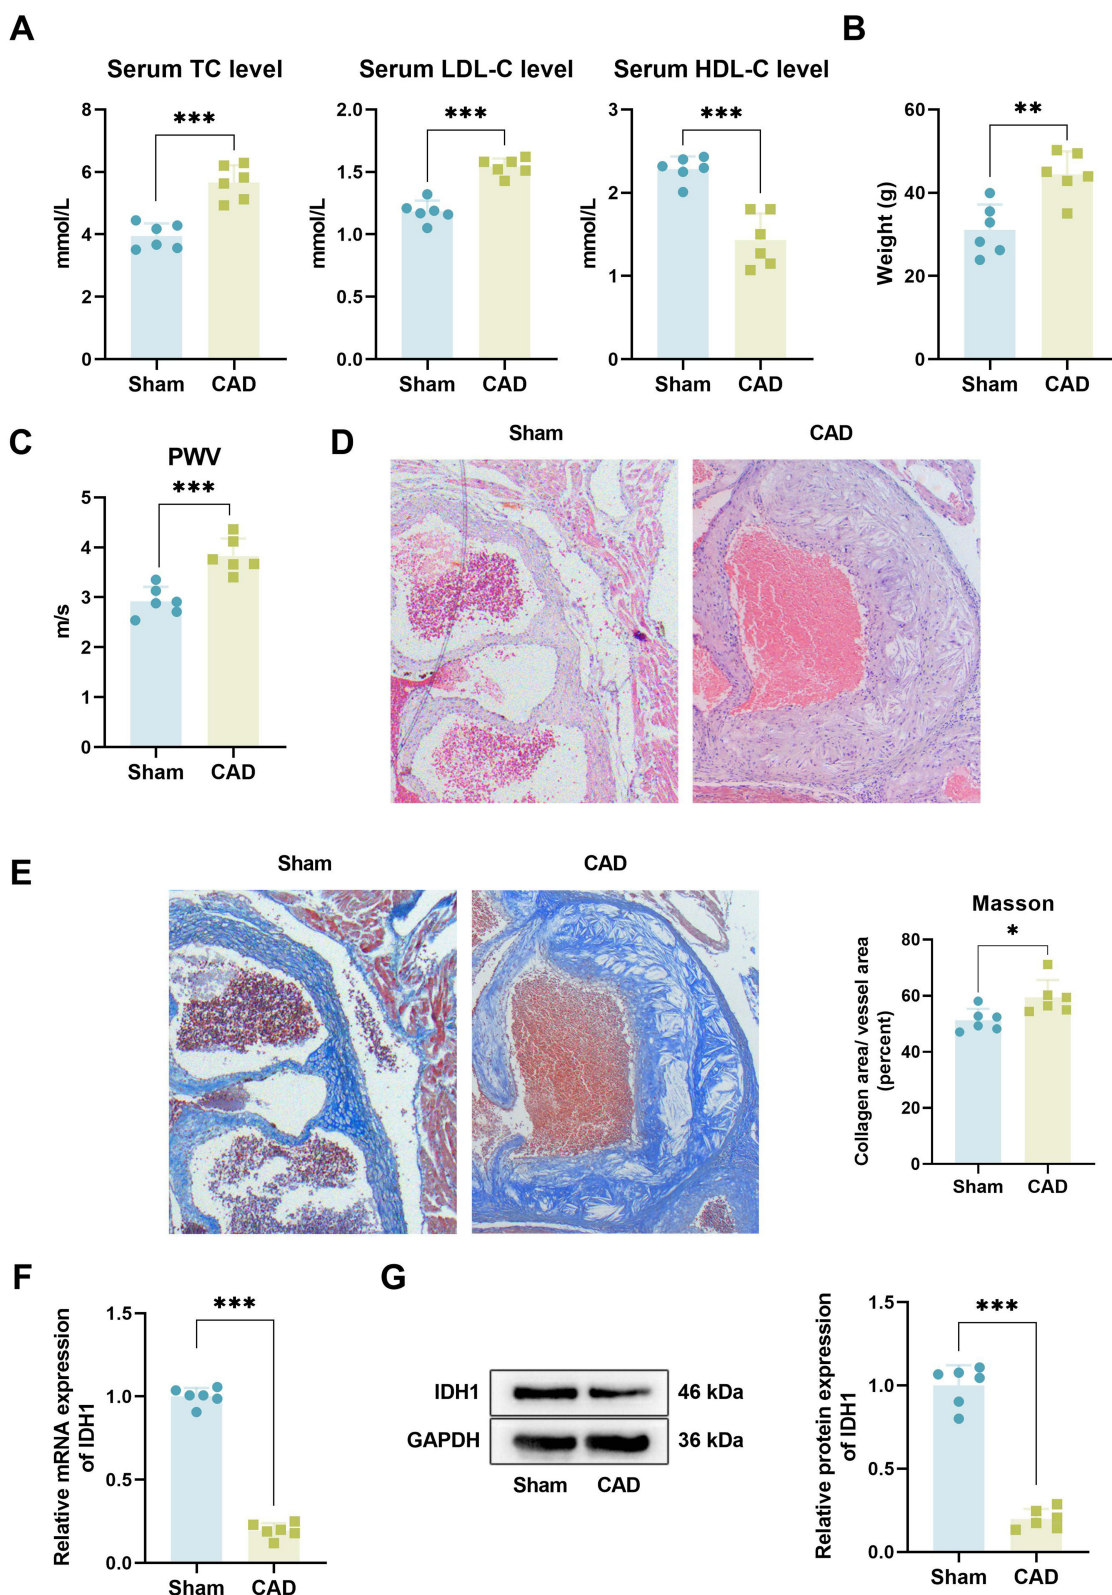 A
Serum TC level
mmol/L
8
6
4
2
0
***
Sham
CAD
Serum LDL-C level
mmol/L
2.0
1.5
1.0
0.5
0.0
***
Sham
CAD
Serum HDL-C level
mmol/L
3
2
1
0
***
Sham
CAD
B
Weight (g)
60
40
20
0
**
Sham
CAD
C
PWV
m/s
5
4
3
2
1
0
***
Sham
CAD
D
Sham
CAD
E
Sham
CAD
Masson
Collagen area/ vessel area
(percent)
80
60
40
20
0
*
Sham
CAD
F
Relative mRNA expression
of IDH1
1.5
1.0
0.5
0.0
***
Sham
CAD
G
IDH1
46 kDa
GAPDH
36 kDa
Sham
CAD
Relative protein expression
of IDH1
1.5
1.0
0.5
0.0
***
Sham
CAD